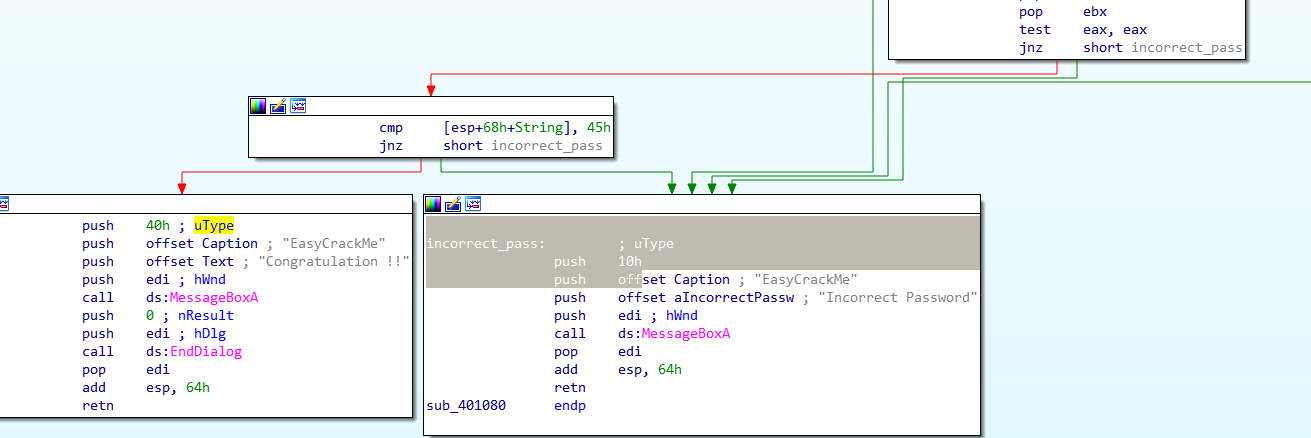 pop ebx
test eax, eax
jnz short incorrect_pass
cmp [esp+68h+String], 45h
jnz short incorrect_pass
push 40h ; uType
push offset Caption ; "EasyCrackMe"
push offset Text ; "Congratulation !!"
push edi ; hWnd
call ds:MessageBoxA
push 0 ; nResult
push edi ; hDlg
call ds:EndDialog
pop edi
add esp, 64h
retn
incorrect_pass: ; uType
push 10h
push offset Caption ; "EasyCrackMe"
push offset aIncorrectPassw ; "Incorrect Password"
push edi ; hWnd
call ds:MessageBoxA
pop edi
add esp, 64h
retn
sub_401080 endp